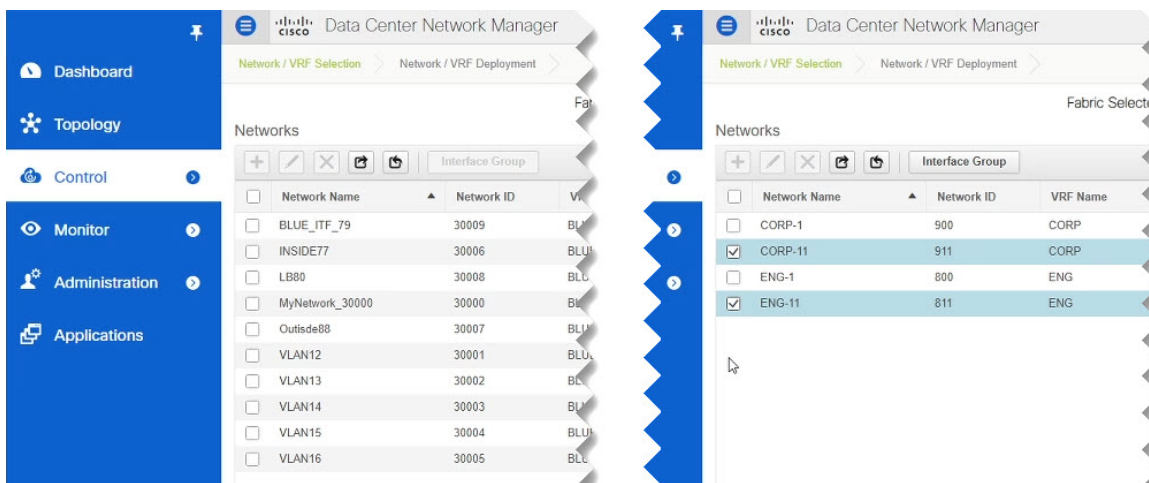 cisco Data Center Network Manager
Network / VRF Selection Network / VRF Deployment
Networks
Interface Group
Network Name Network ID
BLUE_ITF_79 30009
INSIDE77 30006
LB80 30008
MyNetwork_30000 30000
Outisde88 30007
VLAN12 30001
VLAN13 30002
VLAN14 30003
VLAN15 30004
VLAN16 30005
Dashboard
Topology
Control
Monitor
Administration
Applications
cisco Data Center Network Manager
Network / VRF Selection Network / VRF Deployment
Fabric Selecte
Networks
Interface Group
Network Name Network ID VRF Name
CORP-1 900 CORP
CORP-11 911 CORP
ENG-1 800 ENG
ENG-11 811 ENG